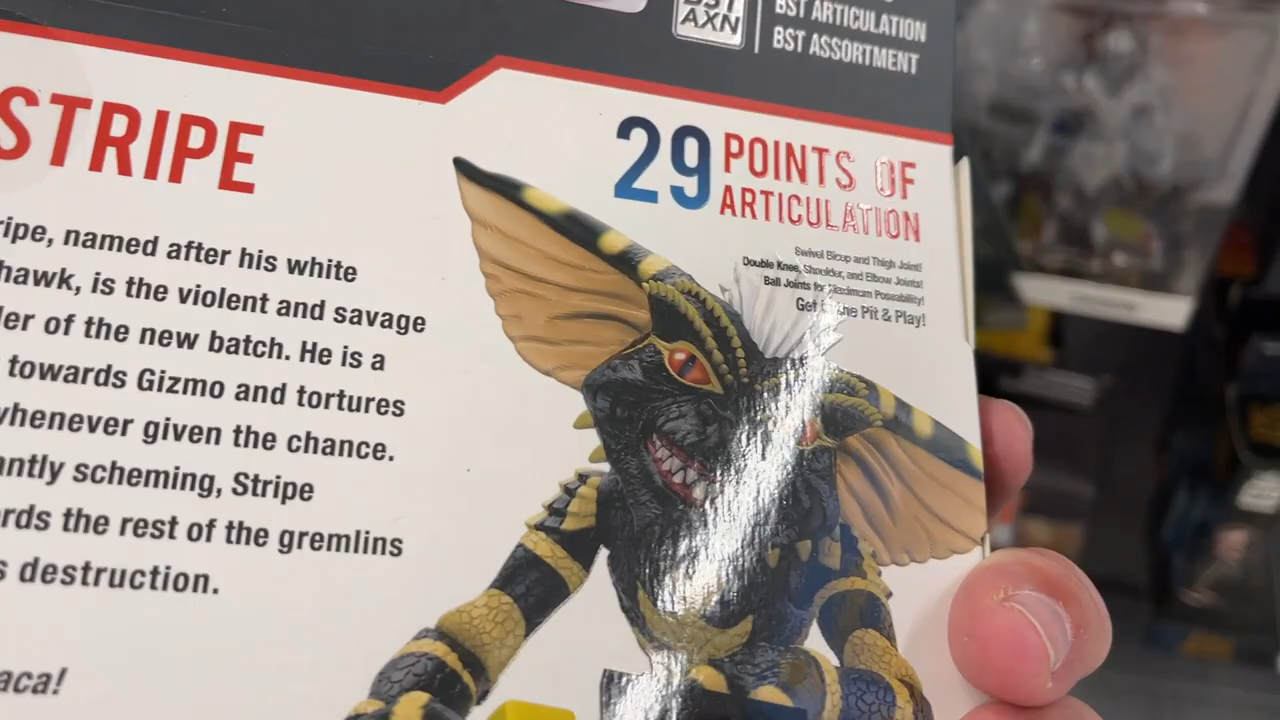 BST
AXN
BST ARTICULATION
BST ASSORTMENT
STRIPE
29 POINTS OF
ARTICULATION
Swivel Bicep and Thigh Joint!
Double Knee, Shoulder, and Elbow Joints!
Ball Joints for Maximum Poseability!
Get in the Pit & Play!
ripe, named after his white
hawk, is the violent and savage
der of the new batch. He is a
towards Gizmo and tortures
whenever given the chance.
antly scheming, Stripe
rds the rest of the gremlins
s destruction.
aca!